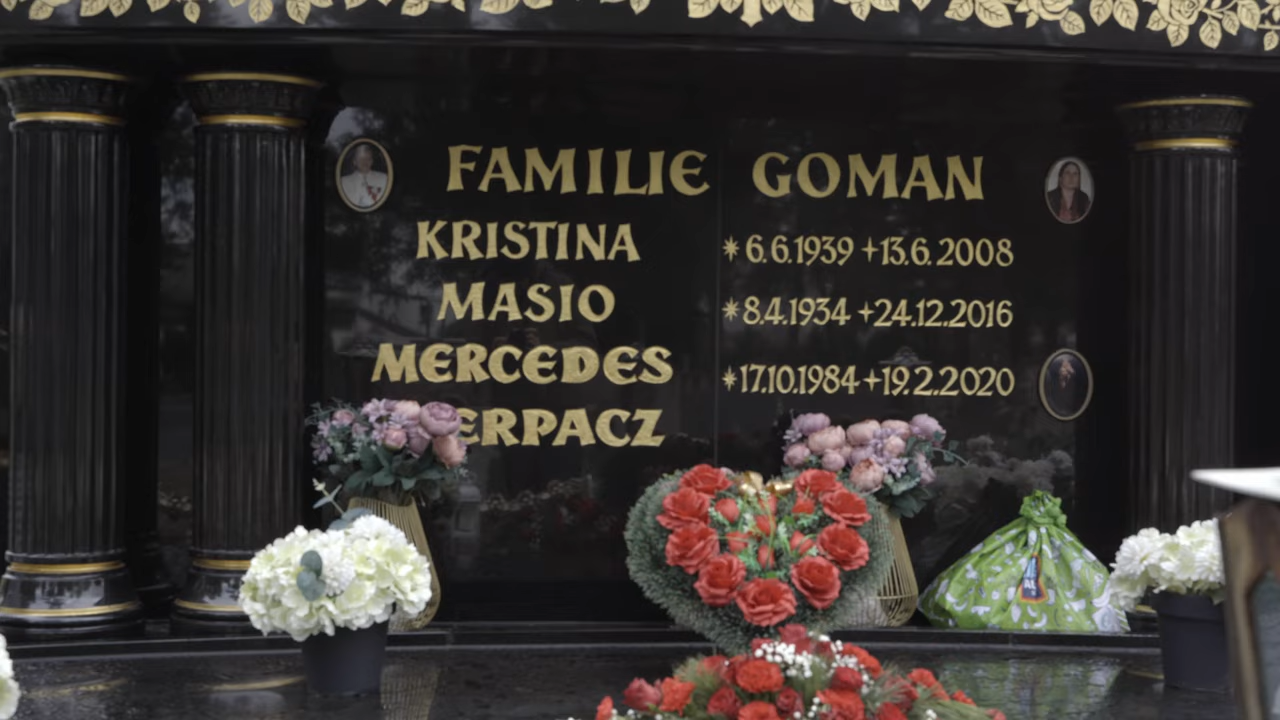 FAMILIE GOMAN
KRISTINA *6.6.1939 +13.6.2008
MASIO *8.4.1934 +24.12.2016
MERCEDES *17.10.1984 +19.2.2020